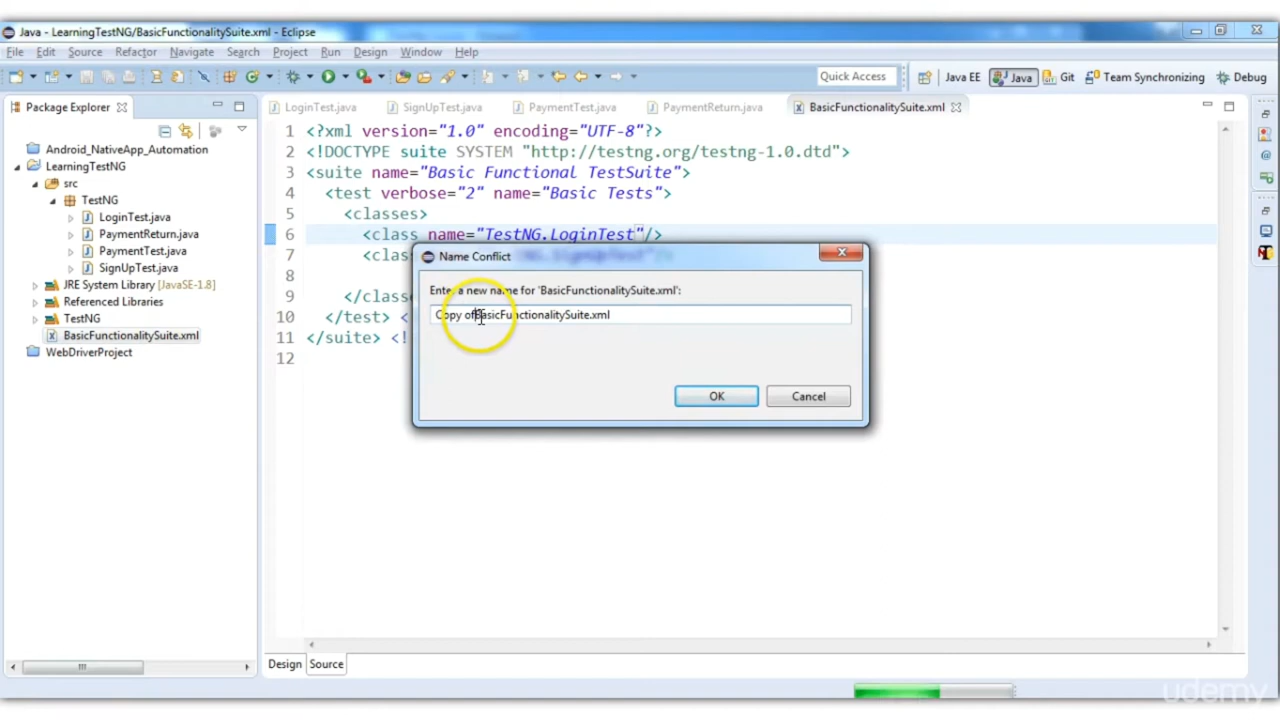 Java - LearningTestNG/BasicFunctionalitySuite.xml - Eclipse
File Edit Source Refactor Navigate Search Project Run Design Window Help
Quick Access Java EE Java Git Team Synchronizing Debug
Package Explorer
LoginTest.java SignUpTest.java PaymentTest.java PaymentReturn.java BasicFunctionalitySuite.xml
Android_NativeApp_Automation
LearningTestNG
src
TestNG
LoginTest.java
PaymentReturn.java
PaymentTest.java
SignUpTest.java
JRE System Library [JavaSE-1.8]
Referenced Libraries
TestNG
BasicFunctionalitySuite.xml
WebDriverProject
1 <?xml version="1.0" encoding="UTF-8"?>
2 <!DOCTYPE suite SYSTEM "http://testng.org/testng-1.0.dtd">
3 <suite name="Basic Functional TestSuite">
4 <test verbose="2" name="Basic Tests">
5 <classes>
6 <class name="TestNG.LoginTest"/>
7 <clas
8
9 </classe
10 </test> <
11 </suite> <!
12
Name Conflict
Enter a new name for 'BasicFunctionalitySuite.xml':
Copy of BasicFunctionalitySuite.xml
OK Cancel
Design Source
udemy